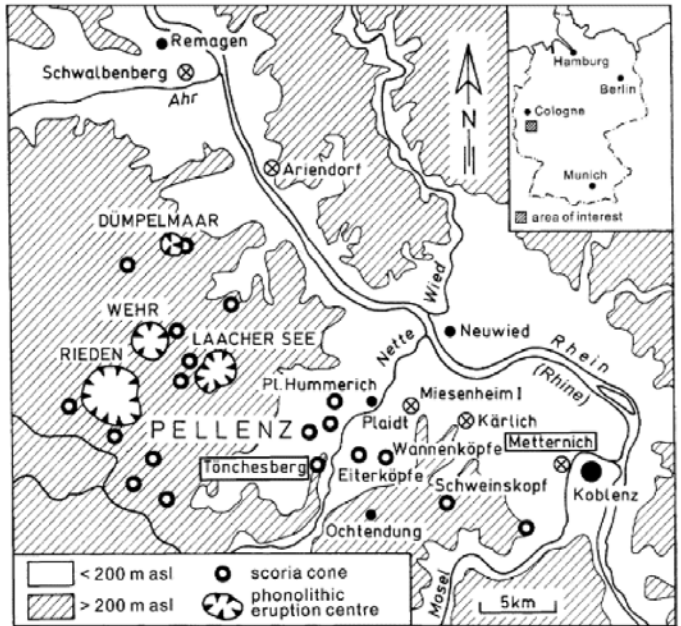 Remagen
Schwalbenberg
Ahr
Hamburg
Berlin
Cologne
Munich
area of interest
N
Ariendorf
DÜMPELMAAR
Wied
WEHR
LAACHER SEE
RIEDEN
Nette
Neuwied
Rhein
(Rhine)
Pl. Hummerich
Miesenheim I
Plaidt
Kärlich
PELLENZ
Wannenköpfe
Metternich
Tönchesberg
Eiterköpfe
Schweinskopf
Koblenz
Ochtendung
Mosel
< 200 m asl
scoria cone
> 200 m asl
phonolithic
eruption centre
5km